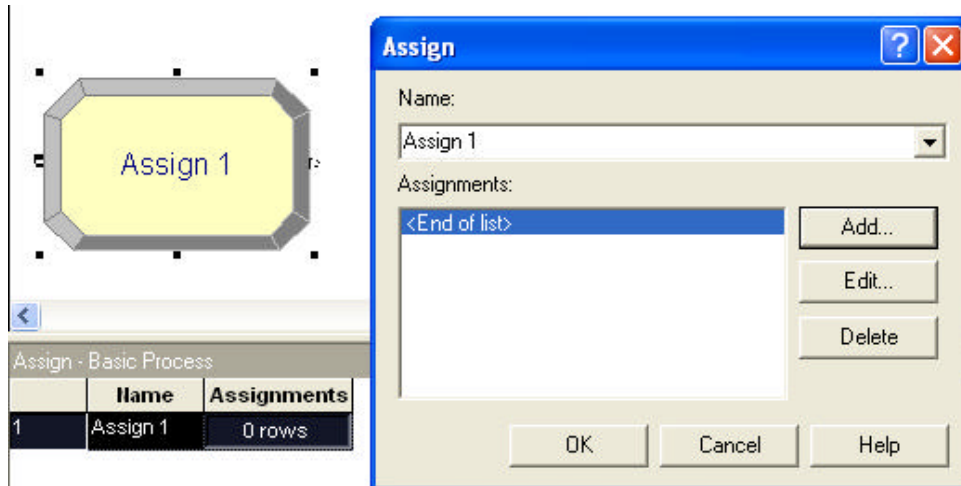 Assign 1
Assign
Name:
Assign 1
Assignments:
<End of list>
Add...
Edit...
Delete
OK Cancel Help
Assign - Basic Process
Name Assignments
1 Assign 1 0 rows